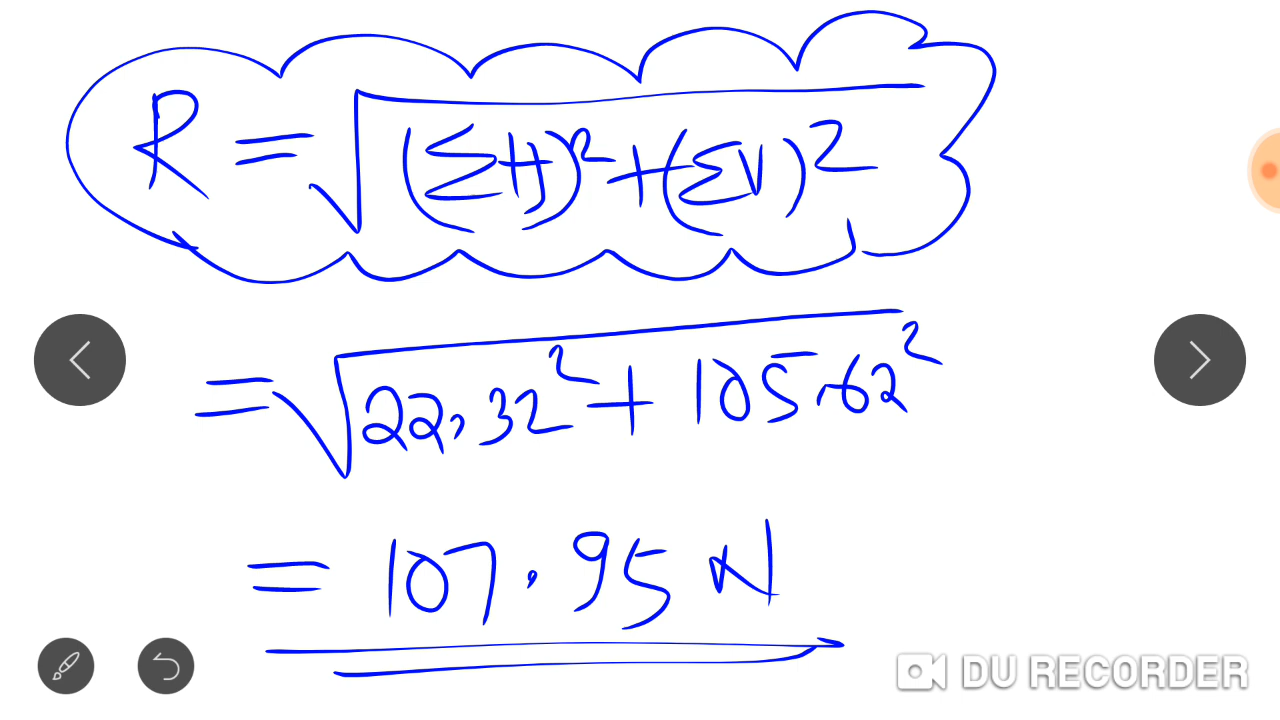 R = √(ΣH)² + (ΣV)²
= √22.32² + 105.62²
= 107.95 N
DU RECORDER